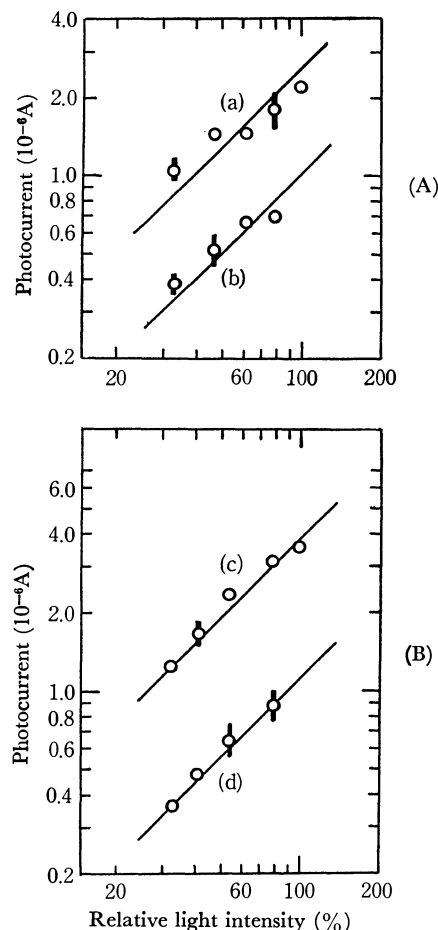 4.0
2.0
1.0
0.8
0.6
0.4
0.2
Photocurrent (10⁻⁶A)
(a)
(b)
(A)
20 60 100 200
6.0
4.0
2.0
1.0
0.8
0.6
0.4
0.2
Photocurrent (10⁻⁶A)
(c)
(d)
(B)
20 60 100 200
Relative light intensity (%)